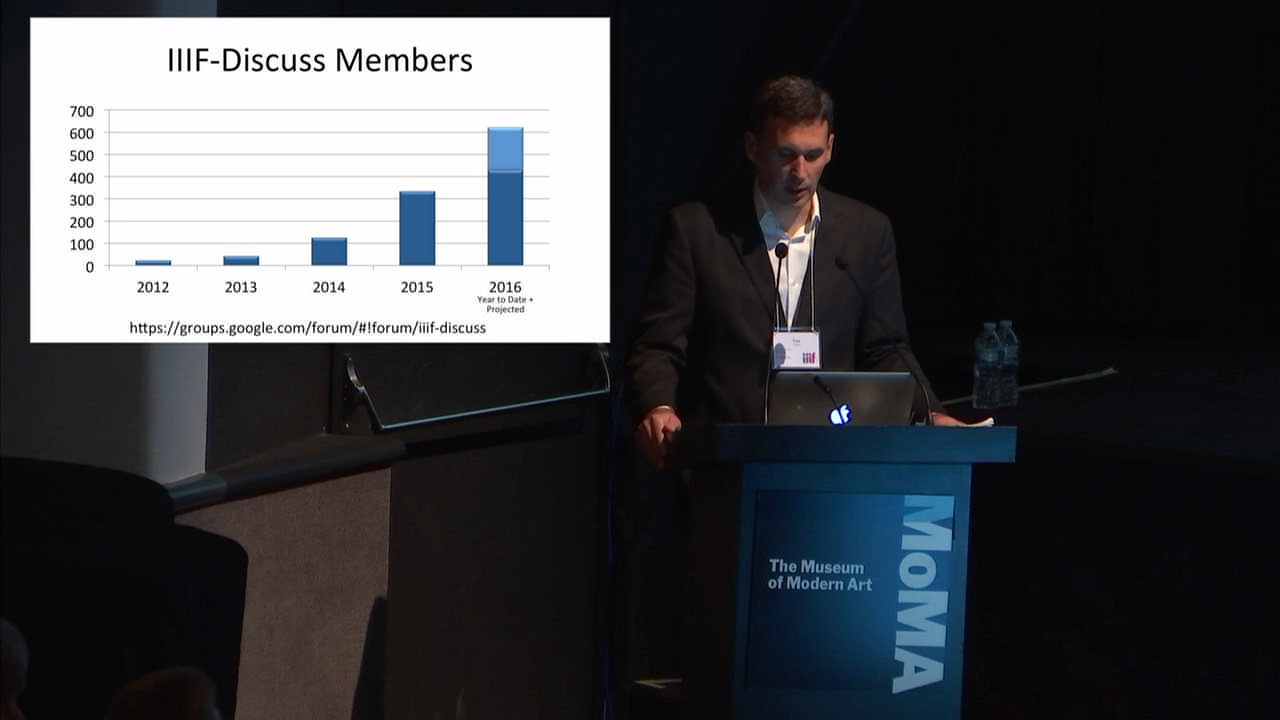 IIIF-Discuss Members
700
600
500
400
300
200
100
0
2012
2013
2014
2015
2016
Year to Date +
Projected
https://groups.google.com/forum/#!forum/iiif-discuss
iiif
The Museum
of Modern Art
MoMA